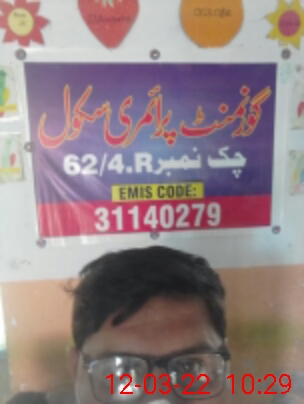 گورنمنٹ پرائمری سکول
چک نمبر 62/4.R
EMIS CODE:
31140279
12-03-22 10:29